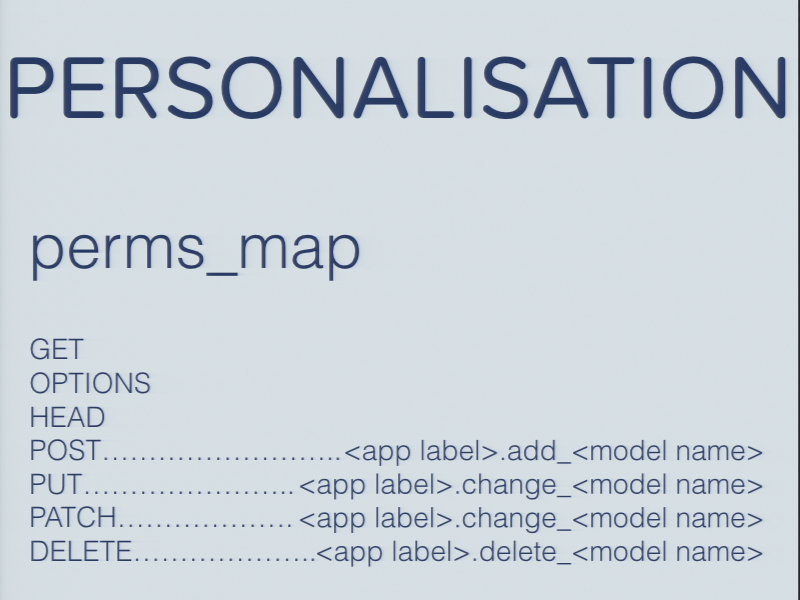 PERSONALISATION
perms_map
GET
OPTIONS
HEAD
POST……………………..<app label>.add_<model name>
PUT…………………..<app label>.change_<model name>
PATCH……………….<app label>.change_<model name>
DELETE………………..<app label>.delete_<model name>